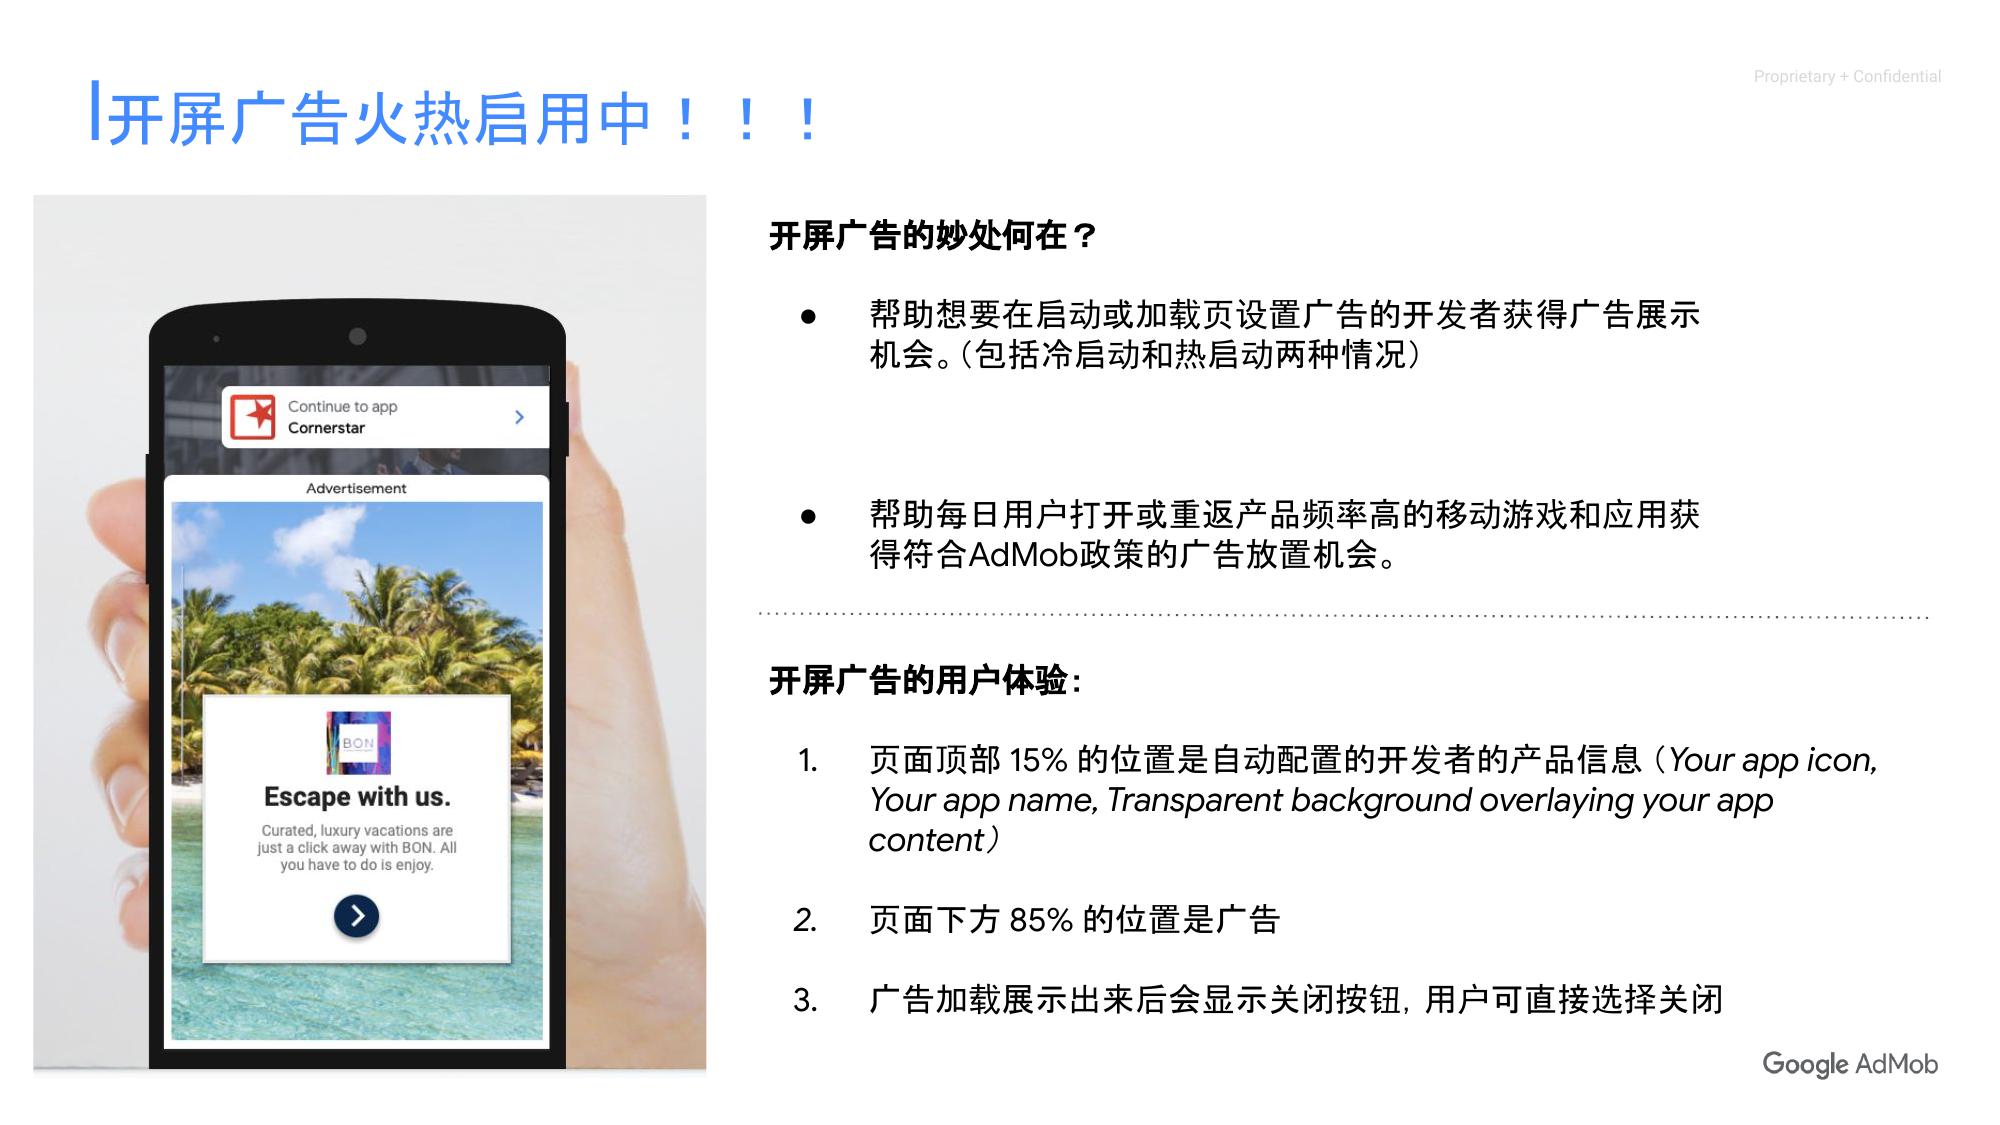 Proprietary + Confidential
开屏广告火热启用中！！！
Continue to app
Cornerstar
Advertisement
BON
Escape with us.
Curated, luxury vacations are
just a click away with BON. All
you have to do is enjoy.
开屏广告的妙处何在？
● 帮助想要在启动或加载页设置广告的开发者获得广告展示
机会。（包括冷启动和热启动两种情况）
● 帮助每日用户打开或重返产品频率高的移动游戏和应用获
得符合AdMob政策的广告放置机会。
开屏广告的用户体验：
1. 页面顶部 15% 的位置是自动配置的开发者的产品信息（Your app icon,
Your app name, Transparent background overlaying your app
content）
2. 页面下方 85% 的位置是广告
3. 广告加载展示出来后会显示关闭按钮，用户可直接选择关闭
Google AdMob